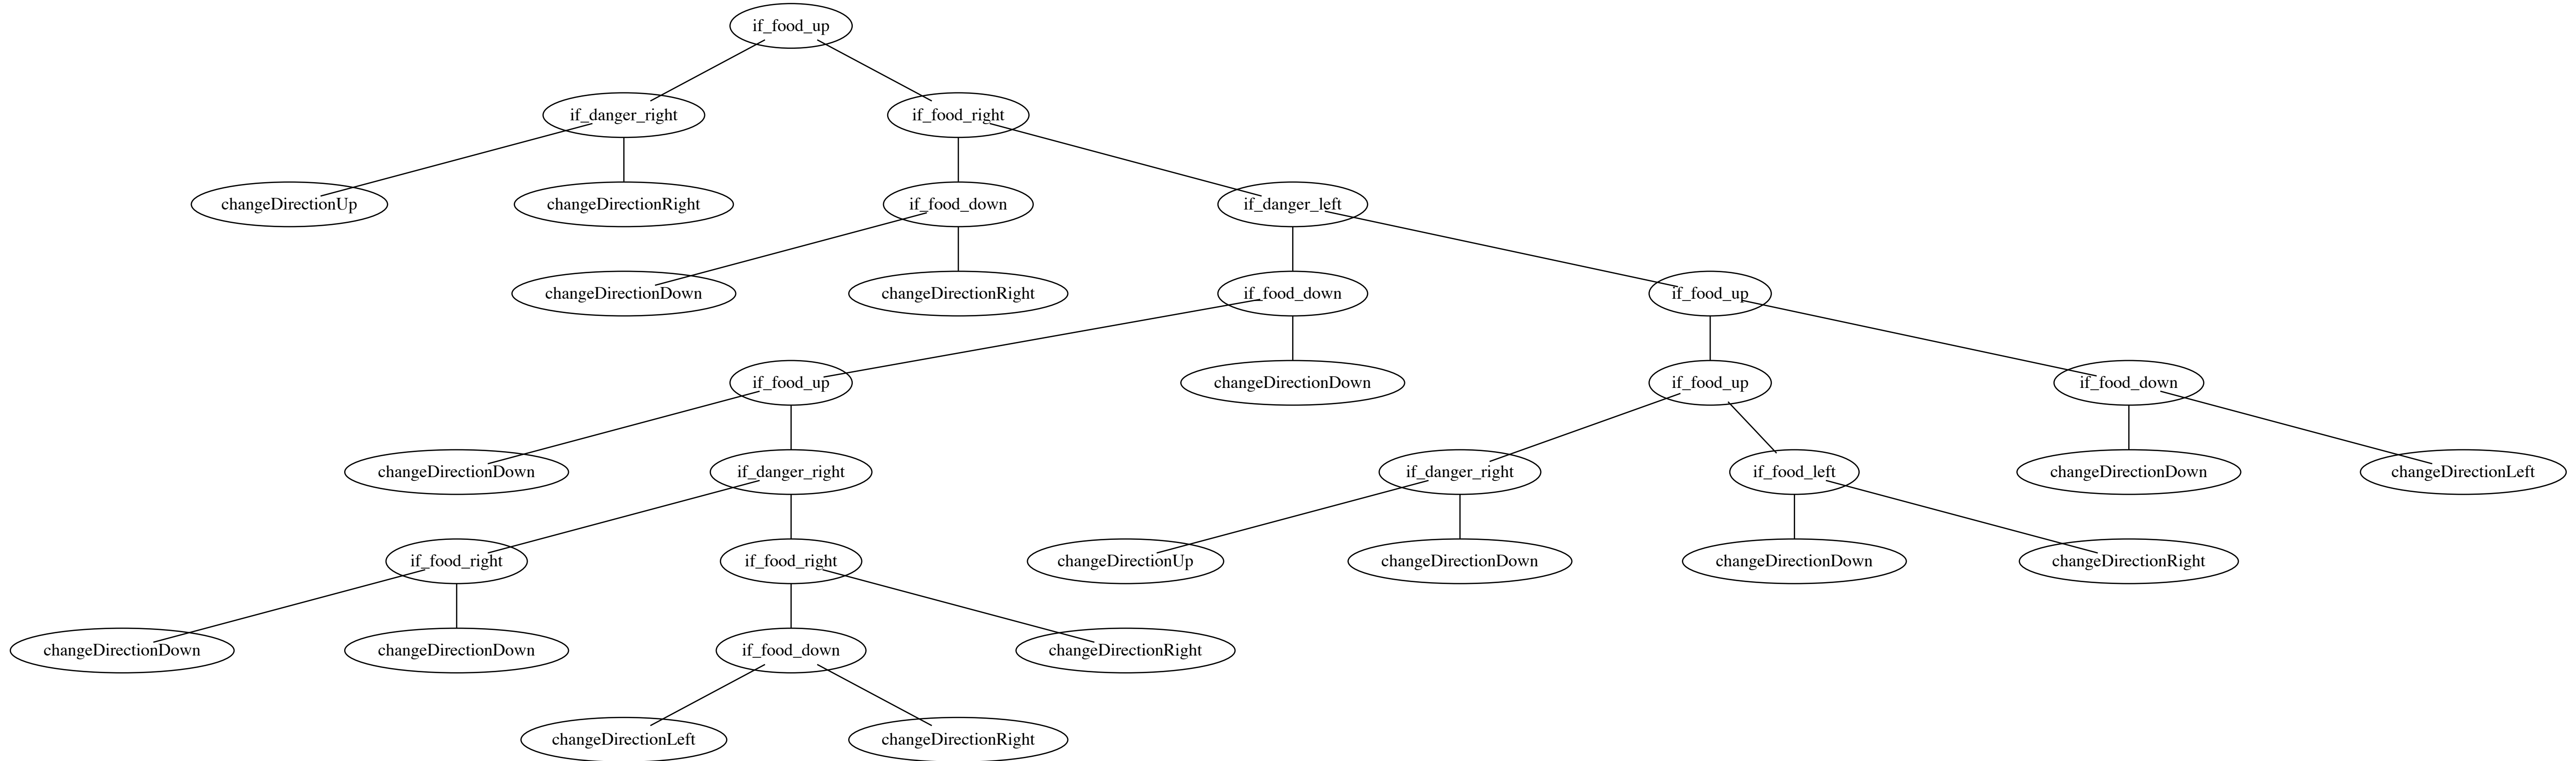 if_food_up
if_danger_right
if_food_right
changeDirectionUp
changeDirectionRight
if_food_down
if_danger_left
changeDirectionDown
changeDirectionRight
if_food_down
if_food_up
if_food_up
changeDirectionDown
if_food_up
if_food_down
changeDirectionDown
if_danger_right
if_danger_right
if_food_left
changeDirectionDown
changeDirectionLeft
if_food_right
if_food_right
changeDirectionUp
changeDirectionDown
changeDirectionDown
changeDirectionRight
changeDirectionDown
changeDirectionDown
if_food_down
changeDirectionRight
changeDirectionLeft
changeDirectionRight